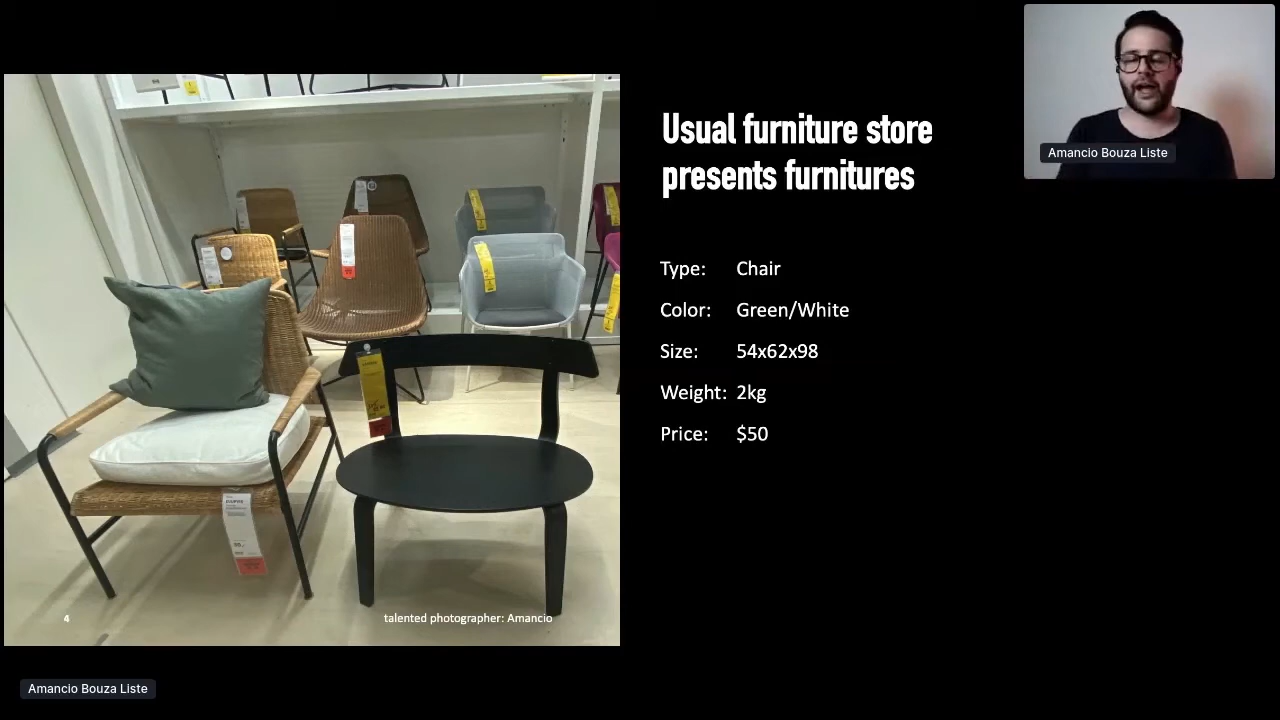 Usual furniture store
presents furnitures
Amancio Bouza Liste
Type: Chair
Color: Green/White
Size: 54x62x98
Weight: 2kg
Price: $50
4
talented photographer: Amancio
Amancio Bouza Liste